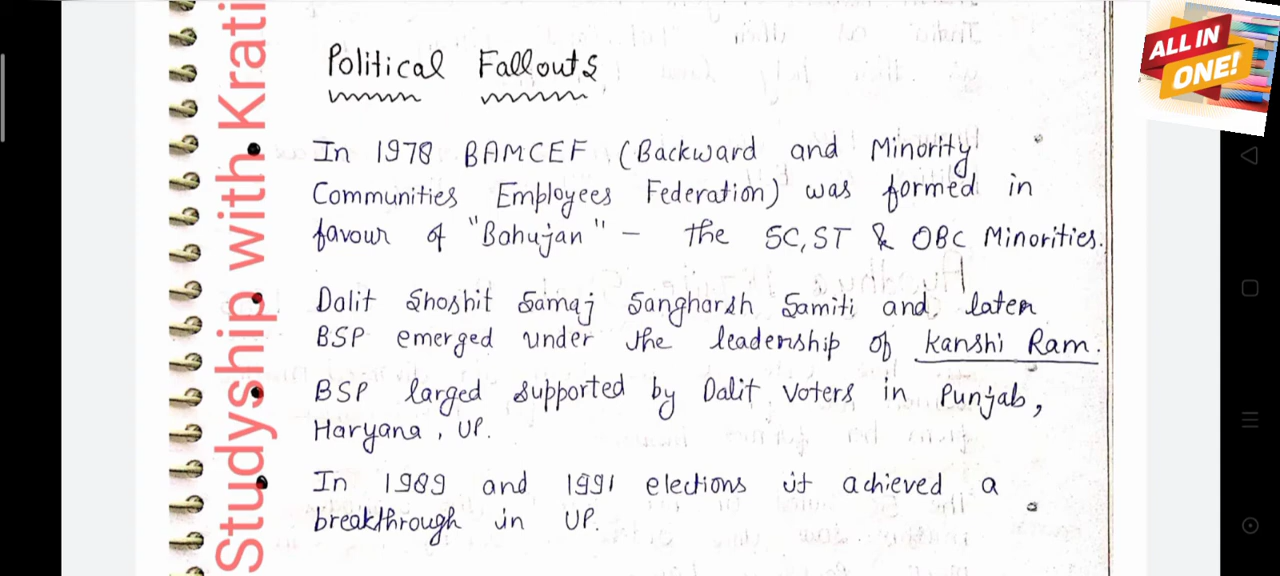 Political Fallouts
In 1978 BAMCEF (Backward and Minority
Communities Employees Federation) was formed in
favour of "Bahujan" - the SC, ST & OBC Minorities.
Dalit Shoshit Samaj Sangharsh Samiti and later
BSP emerged under the leadership of Kanshi Ram.
BSP larged supported by Dalit Voters in Punjab,
Haryana, UP.
In 1989 and 1991 elections it achieved a
breakthrough in UP.
Studyship with Krati
ALL IN
ONE!